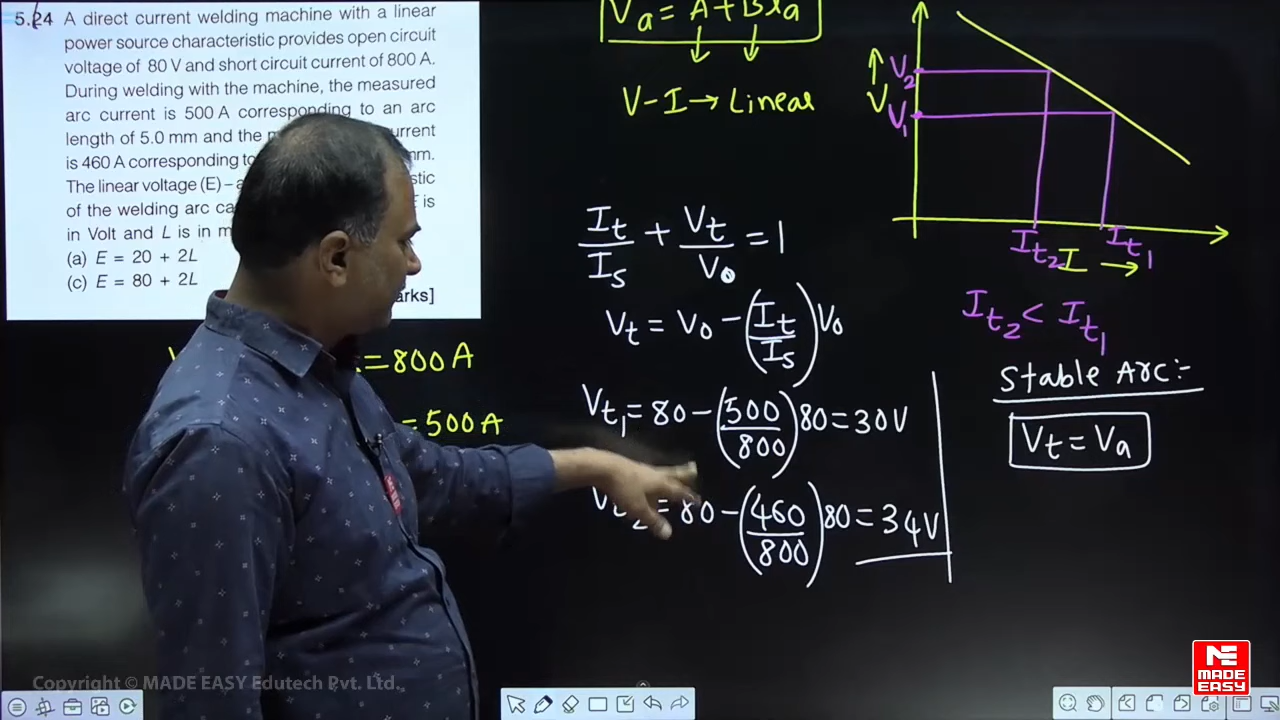 5.24 A direct current welding machine with a linear
power source characteristic provides open circuit
voltage of 80 V and short circuit current of 800 A.
During welding with the machine, the measured
arc current is 500 A corresponding to an arc
length of 5.0 mm and the current
is 460 A corresponding to mm.
The linear voltage (E) –
of the welding arc is
in Volt and L is in
(a) E = 20 + 2L
(c) E = 80 + 2L
= 800 A
= 500 A
Va = A + Bla
V-I → Linear
It/Is + Vt/V0 = 1
Vt = V0 - (It/Is) V0
Vt1 = 80 - (500/800) 80 = 30V
= 80 - (460/800) 80 = 34V
V
V2
V1
It2
I →
It1
It2 < It1
Stable Arc:-
Vt = Va
Copyright © MADE EASY Edutech Pvt. Ltd.
ME
MADE
EASY